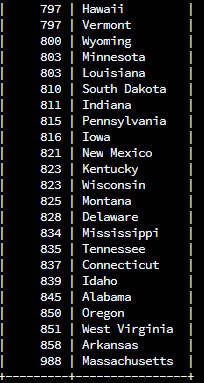 | 797 | Hawaii |
| 797 | Vermont |
| 800 | Wyoming |
| 803 | Minnesota |
| 803 | Louisiana |
| 810 | South Dakota |
| 811 | Indiana |
| 815 | Pennsylvania |
| 816 | Iowa |
| 821 | New Mexico |
| 823 | Kentucky |
| 823 | Wisconsin |
| 825 | Montana |
| 828 | Delaware |
| 834 | Mississippi |
| 835 | Tennessee |
| 837 | Connecticut |
| 839 | Idaho |
| 845 | Alabama |
| 850 | Oregon |
| 851 | West Virginia |
| 858 | Arkansas |
| 988 | Massachusetts |
+--------+----------------+